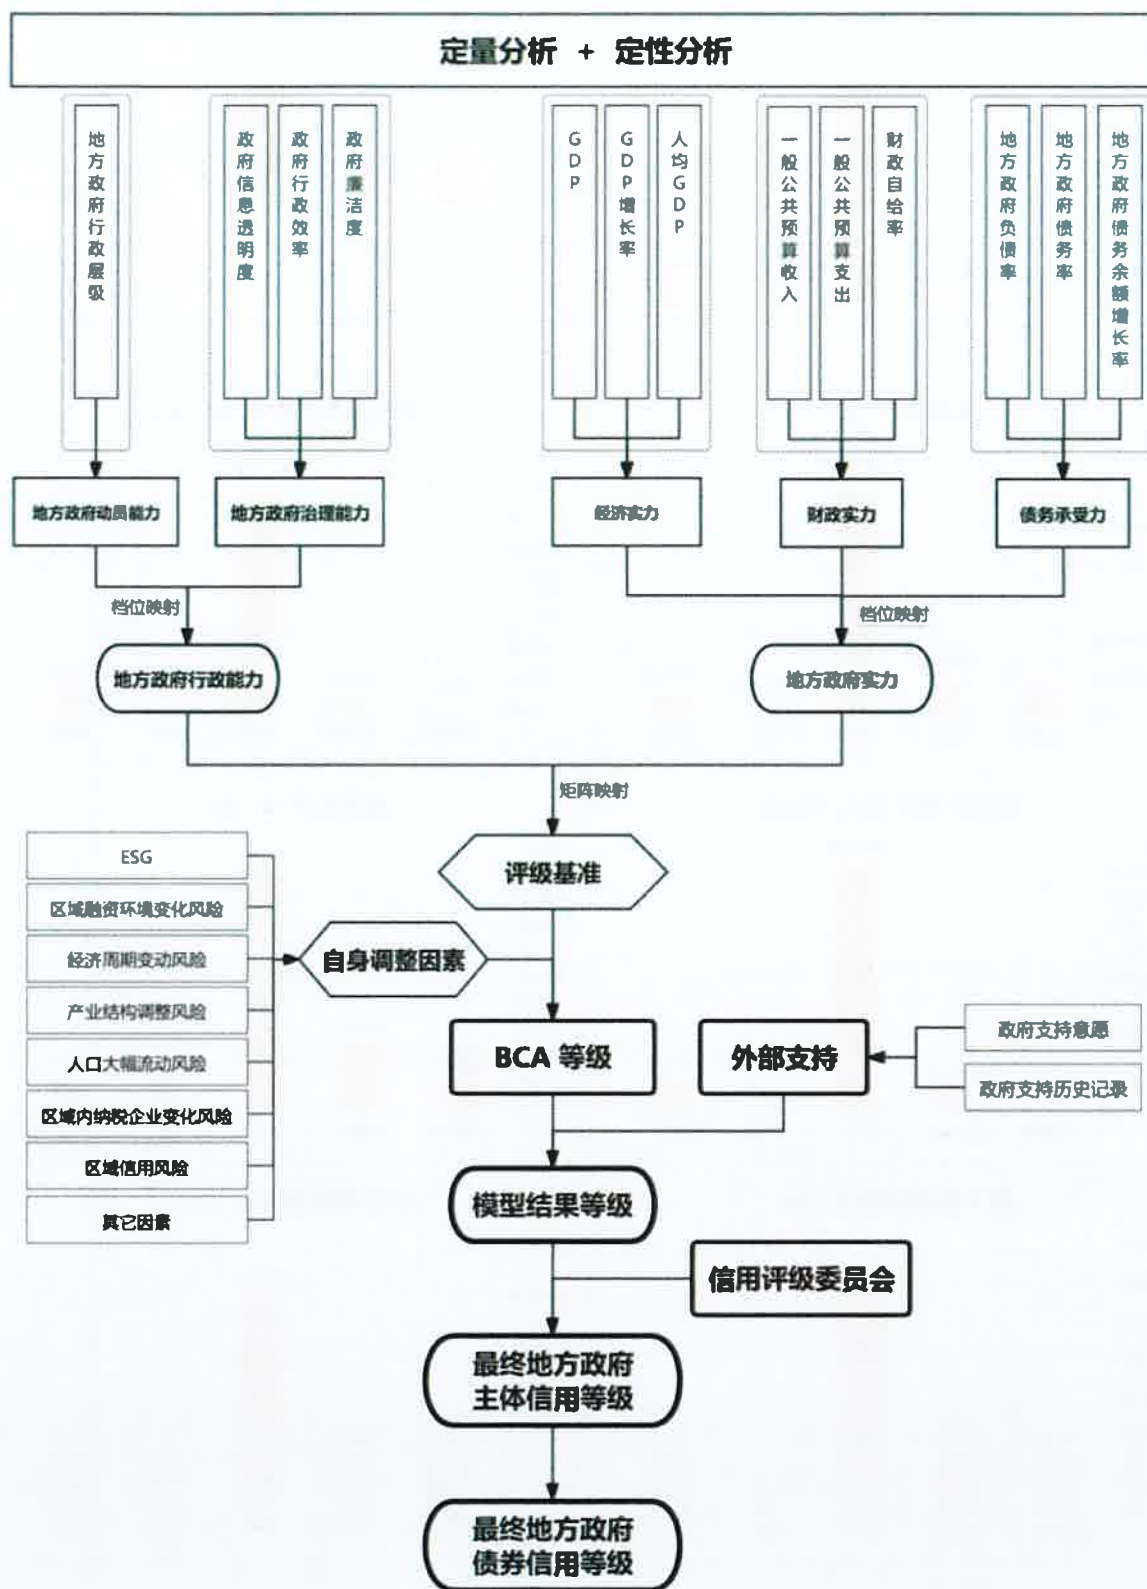 定量分析 + 定性分析
地方政府行政层级
政府信息透明度
政府行政效率
政府廉洁度
GDP
GDP增长率
人均GDP
一般公共预算收入
一般公共预算支出
财政自给率
地方政府负债率
地方政府债务率
地方政府债务余额增长率
地方政府动员能力
地方政府治理能力
经济实力
财政实力
债务承受力
档位映射
档位映射
地方政府行政能力
地方政府实力
矩阵映射
评级基准
ESG
区域融资环境变化风险
经济周期变动风险
产业结构调整风险
人口大幅流动风险
区域内纳税企业变化风险
区域信用风险
其它因素
自身调整因素
BCA 等级
外部支持
政府支持意愿
政府支持历史记录
模型结果等级
信用评级委员会
最终地方政府
主体信用等级
最终地方政府
债券信用等级